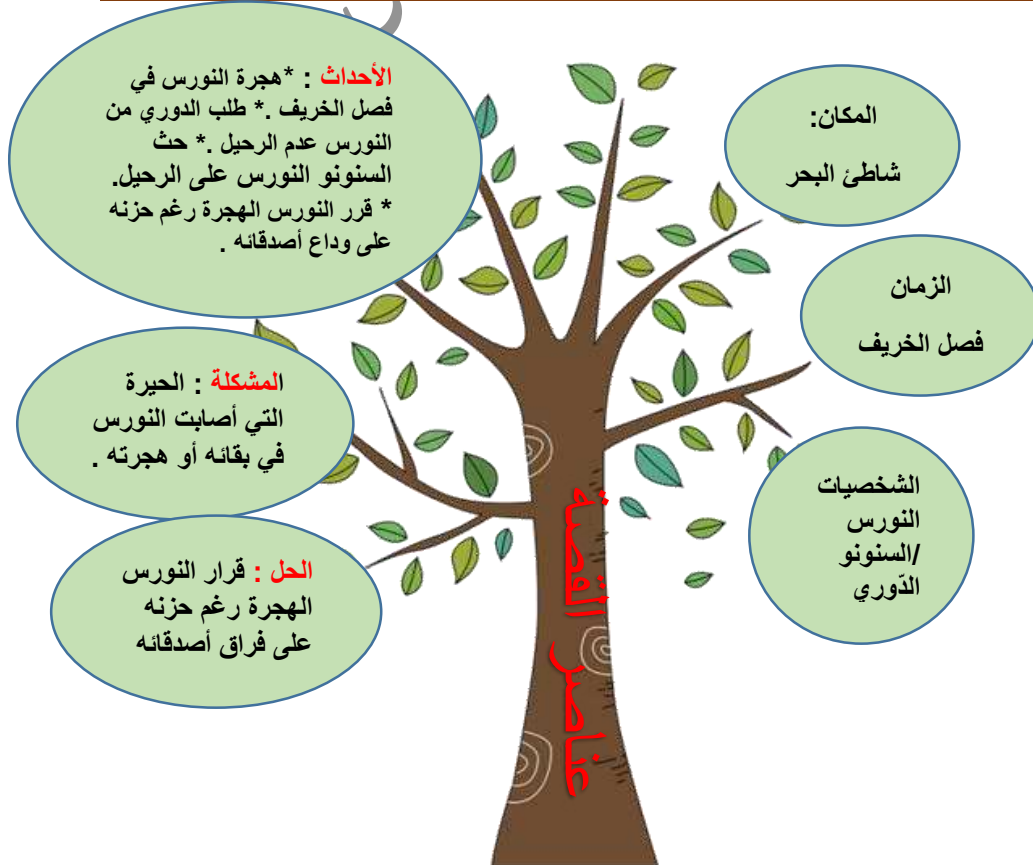 الأحداث : *هجرة النورس في
فصل الخريف .* طلب الدوري من
النورس عدم الرحيل .* حث
السنونو النورس على الرحيل.
* قرر النورس الهجرة رغم حزنه
على وداع أصدقائه .
المكان:
شاطئ البحر
الزمان
فصل الخريف
المشكلة : الحيرة
التي أصابت النورس
في بقائه أو هجرته .
الشخصيات
النورس
/السنونو
الدّوري
الحل : قرار النورس
الهجرة رغم حزنه
على فراق أصدقائه
عناصر القصة